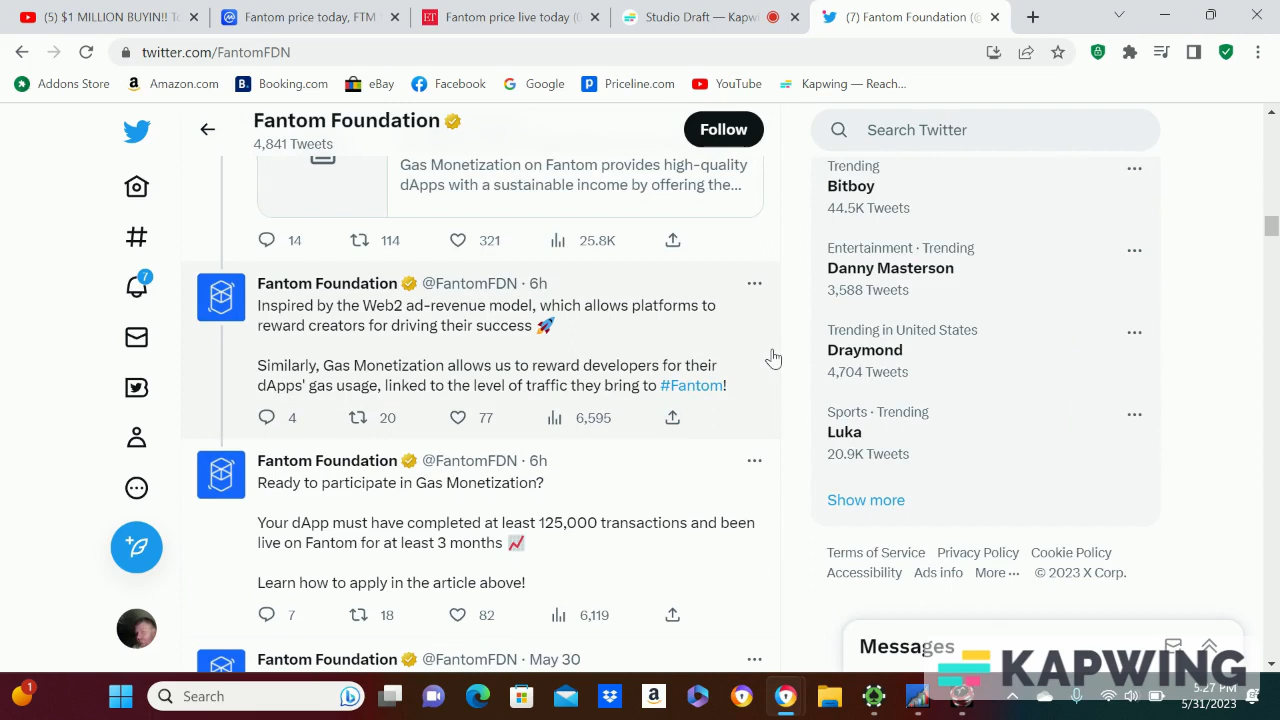 (5) $1 MILLION BUYIN!! To
Fantom price today, FTM
Fantom price live today (0
Studio Draft — Kapwi
(7) Fantom Foundation (@
twitter.com/FantomFDN
Addons Store
Amazon.com
Booking.com
eBay
Facebook
Google
Priceline.com
YouTube
Kapwing — Reach...
Fantom Foundation
4,841 Tweets
Follow
Search Twitter
Gas Monetization on Fantom provides high-quality
dApps with a sustainable income by offering the...
14 114 321 25.8K
Fantom Foundation @FantomFDN · 6h
Inspired by the Web2 ad-revenue model, which allows platforms to
reward creators for driving their success 🚀
Similarly, Gas Monetization allows us to reward developers for their
dApps' gas usage, linked to the level of traffic they bring to #Fantom!
4 20 77 6,595
Fantom Foundation @FantomFDN · 6h
Ready to participate in Gas Monetization?
Your dApp must have completed at least 125,000 transactions and been
live on Fantom for at least 3 months 📈
Learn how to apply in the article above!
7 18 82 6,119
Fantom Foundation @FantomFDN · May 30
7
Trending
Bitboy
44.5K Tweets
Entertainment · Trending
Danny Masterson
3,588 Tweets
Trending in United States
Draymond
4,704 Tweets
Sports · Trending
Luka
20.9K Tweets
Show more
Terms of Service Privacy Policy Cookie Policy
Accessibility Ads info More ··· © 2023 X Corp.
Messages
KAPWING
1
Search
5:27 PM
5/31/2023